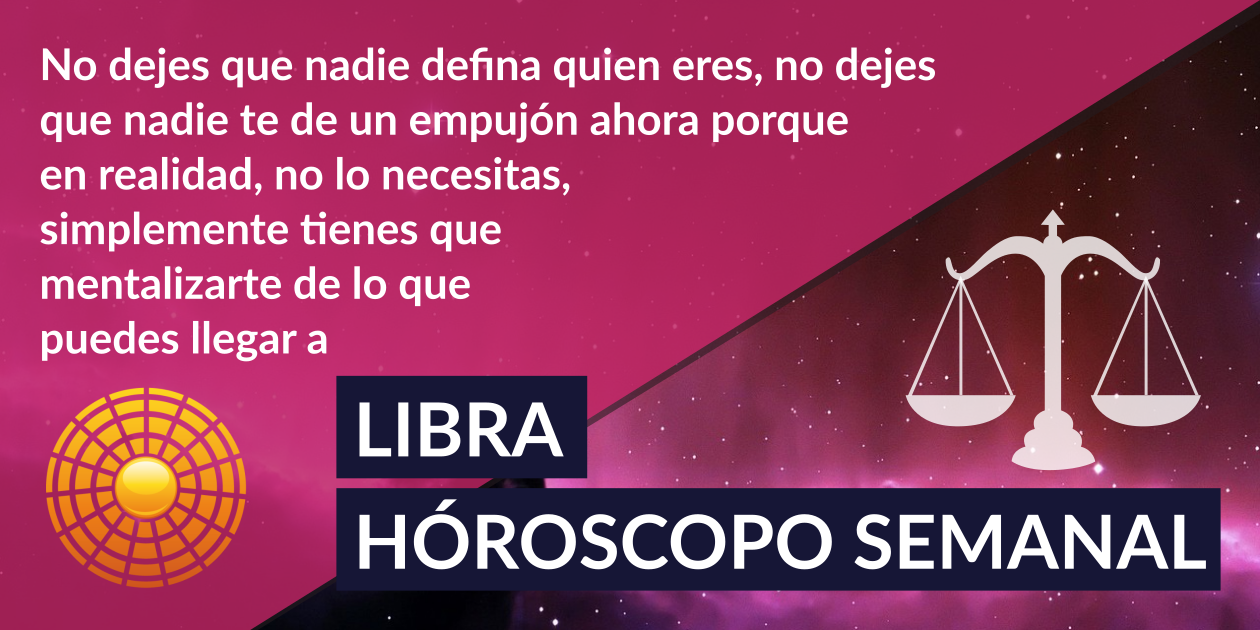 No dejes que nadie defina quien eres, no dejes
que nadie te de un empujón ahora porque
en realidad, no lo necesitas,
simplemente tienes que
mentalizarte de lo que
puedes llegar a
LIBRA
HÓROSCOPO SEMANAL